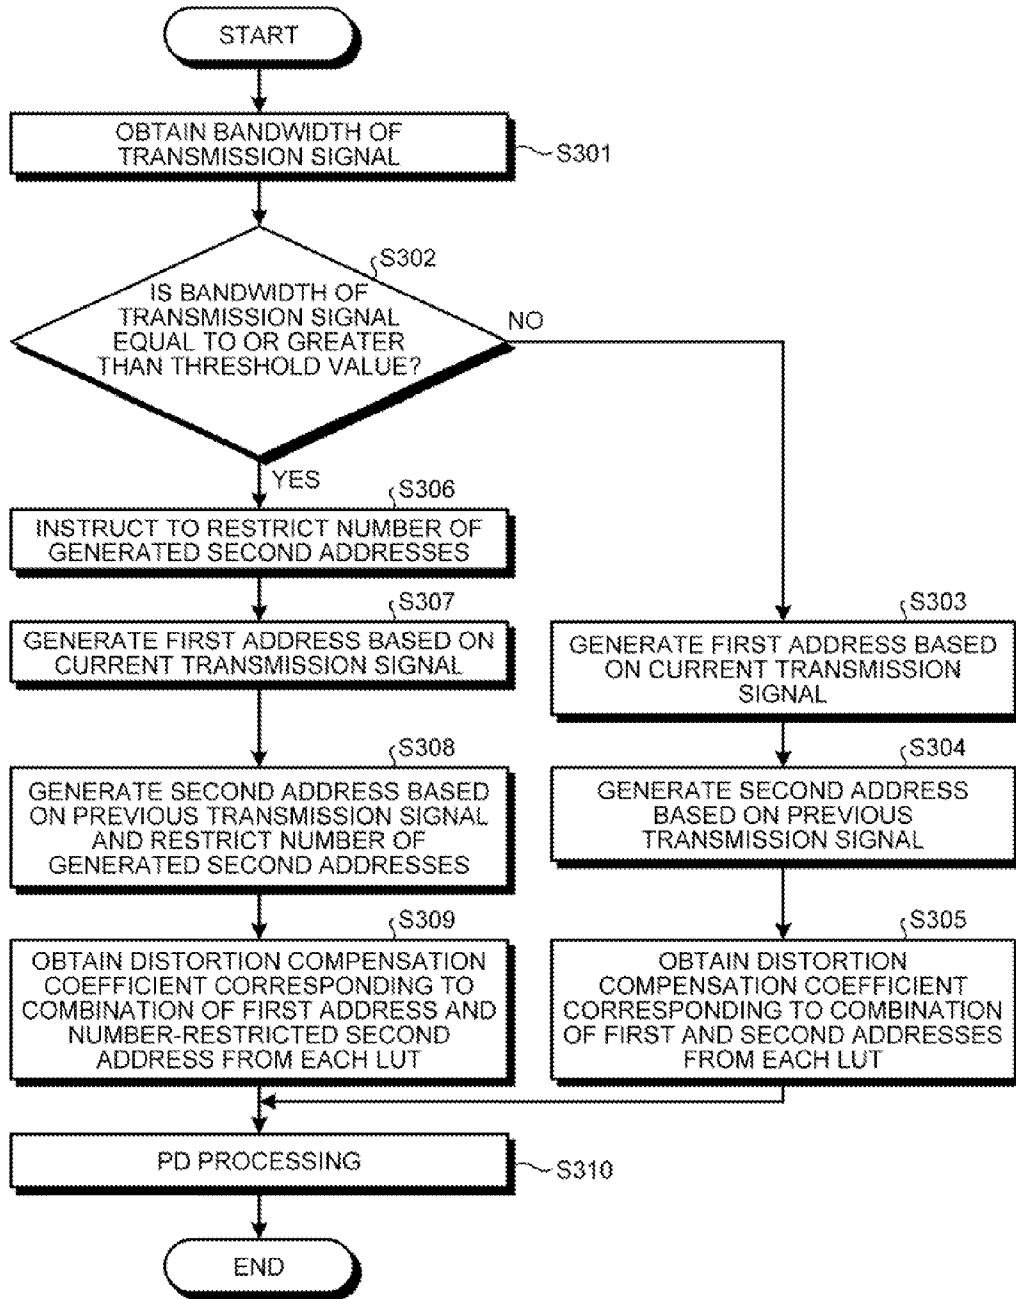 START
OBTAIN BANDWIDTH OF
TRANSMISSION SIGNAL
S301
S302
IS BANDWIDTH OF
TRANSMISSION SIGNAL
EQUAL TO OR GREATER
THAN THRESHOLD VALUE?
NO
YES
S306
INSTRUCT TO RESTRICT NUMBER OF
GENERATED SECOND ADDRESSES
S307
GENERATE FIRST ADDRESS BASED ON
CURRENT TRANSMISSION SIGNAL
S308
GENERATE SECOND ADDRESS BASED
ON PREVIOUS TRANSMISSION SIGNAL
AND RESTRICT NUMBER OF
GENERATED SECOND ADDRESSES
S309
OBTAIN DISTORTION COMPENSATION
COEFFICIENT CORRESPONDING TO
COMBINATION OF FIRST ADDRESS AND
NUMBER-RESTRICTED SECOND
ADDRESS FROM EACH LUT
S303
GENERATE FIRST ADDRESS BASED
ON CURRENT TRANSMISSION
SIGNAL
S304
GENERATE SECOND ADDRESS
BASED ON PREVIOUS
TRANSMISSION SIGNAL
S305
OBTAIN DISTORTION
COMPENSATION COEFFICIENT
CORRESPONDING TO COMBINATION
OF FIRST AND SECOND ADDRESSES
FROM EACH LUT
PD PROCESSING
S310
END